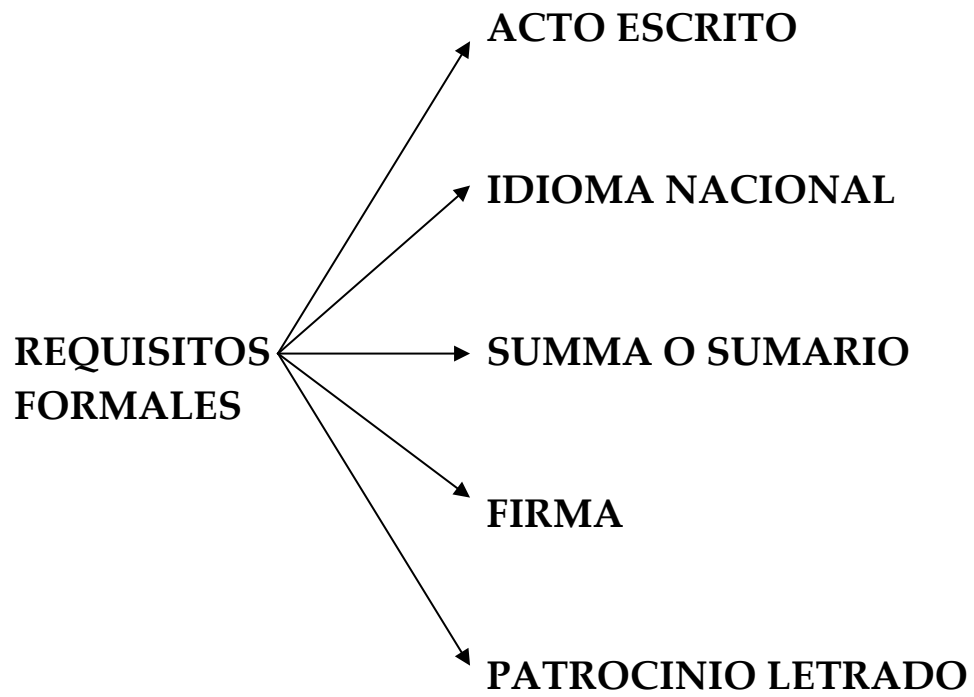 ACTO ESCRITO
IDIOMA NACIONAL
REQUISITOS
FORMALES
SUMMA O SUMARIO
FIRMA
PATROCINIO LETRADO